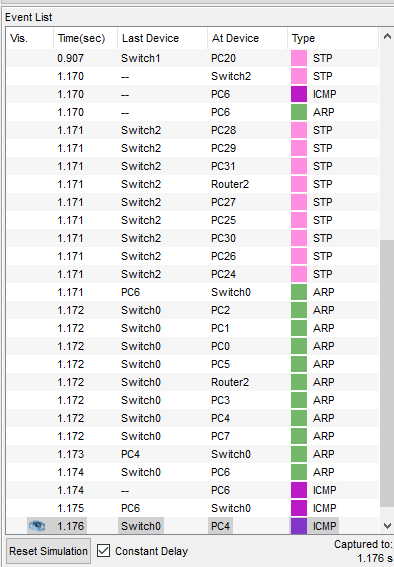 Event List
Vis. Time(sec) Last Device At Device Type
0.907 Switch1 PC20 STP
1.170 -- Switch2 STP
1.170 -- PC6 ICMP
1.170 -- PC6 ARP
1.171 Switch2 PC28 STP
1.171 Switch2 PC29 STP
1.171 Switch2 PC31 STP
1.171 Switch2 Router2 STP
1.171 Switch2 PC27 STP
1.171 Switch2 PC25 STP
1.171 Switch2 PC30 STP
1.171 Switch2 PC26 STP
1.171 Switch2 PC24 STP
1.171 PC6 Switch0 ARP
1.172 Switch0 PC2 ARP
1.172 Switch0 PC1 ARP
1.172 Switch0 PC0 ARP
1.172 Switch0 PC5 ARP
1.172 Switch0 Router2 ARP
1.172 Switch0 PC3 ARP
1.172 Switch0 PC4 ARP
1.172 Switch0 PC7 ARP
1.173 PC4 Switch0 ARP
1.174 Switch0 PC6 ARP
1.174 -- PC6 ICMP
1.175 PC6 Switch0 ICMP
1.176 Switch0 PC4 ICMP
Reset Simulation Constant Delay Captured to:
1.176 s